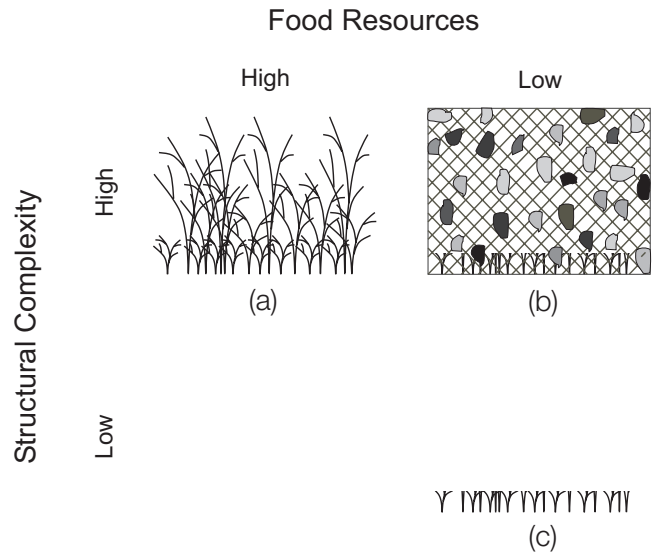 Food Resources
High
Low
Structural Complexity
High
(a)
(b)
Low
(c)